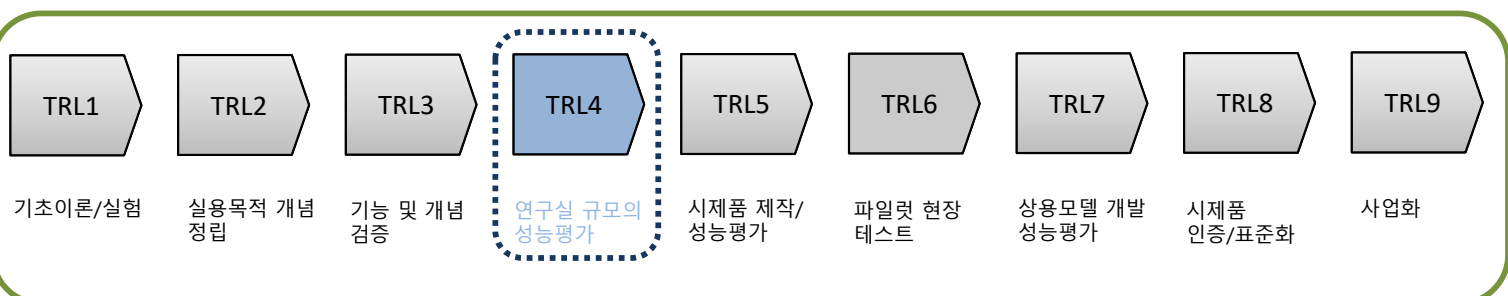 TRL1
TRL2
TRL3
TRL4
TRL5
TRL6
TRL7
TRL8
TRL9
기초이론/실험
실용목적 개념
정립
기능 및 개념
검증
연구실 규모의
성능평가
시제품 제작/
성능평가
파일럿 현장
테스트
상용모델 개발
성능평가
시제품
인증/표준화
사업화